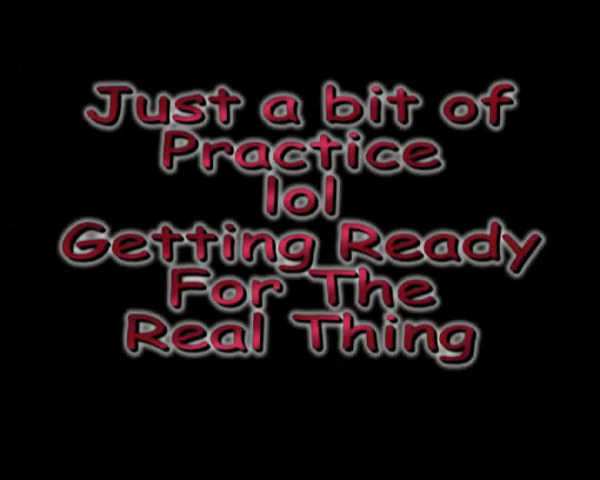 Just a bit of
Practice
lol
Getting Ready
For The
Real Thing